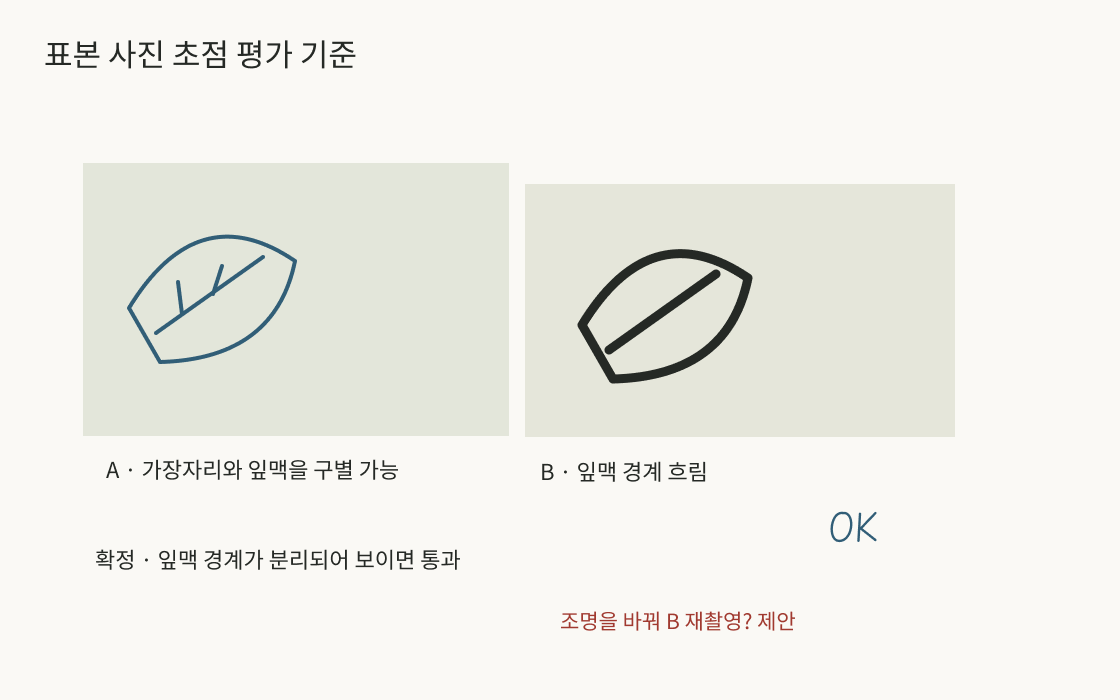 표본 사진 초점 평가 기준
A · 가장자리와 잎맥을 구별 가능
B · 잎맥 경계 흐림
OK
확정 · 잎맥 경계가 분리되어 보이면 통과
조명을 바꿔 B 재촬영? 제안